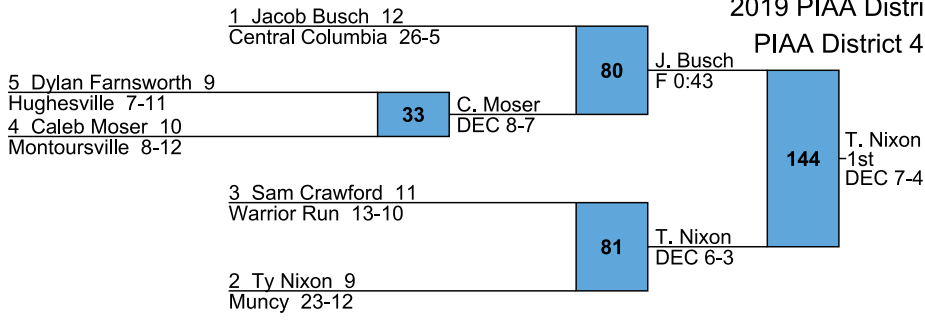 2019 PIAA Distri
PIAA District 4
1 Jacob Busch 12
Central Columbia 26-5
80
J. Busch
F 0:43
5 Dylan Farnsworth 9
Hughesville 7-11
33
C. Moser
DEC 8-7
4 Caleb Moser 10
Montoursville 8-12
144
T. Nixon
1st
DEC 7-4
3 Sam Crawford 11
Warrior Run 13-10
81
T. Nixon
DEC 6-3
2 Ty Nixon 9
Muncy 23-12